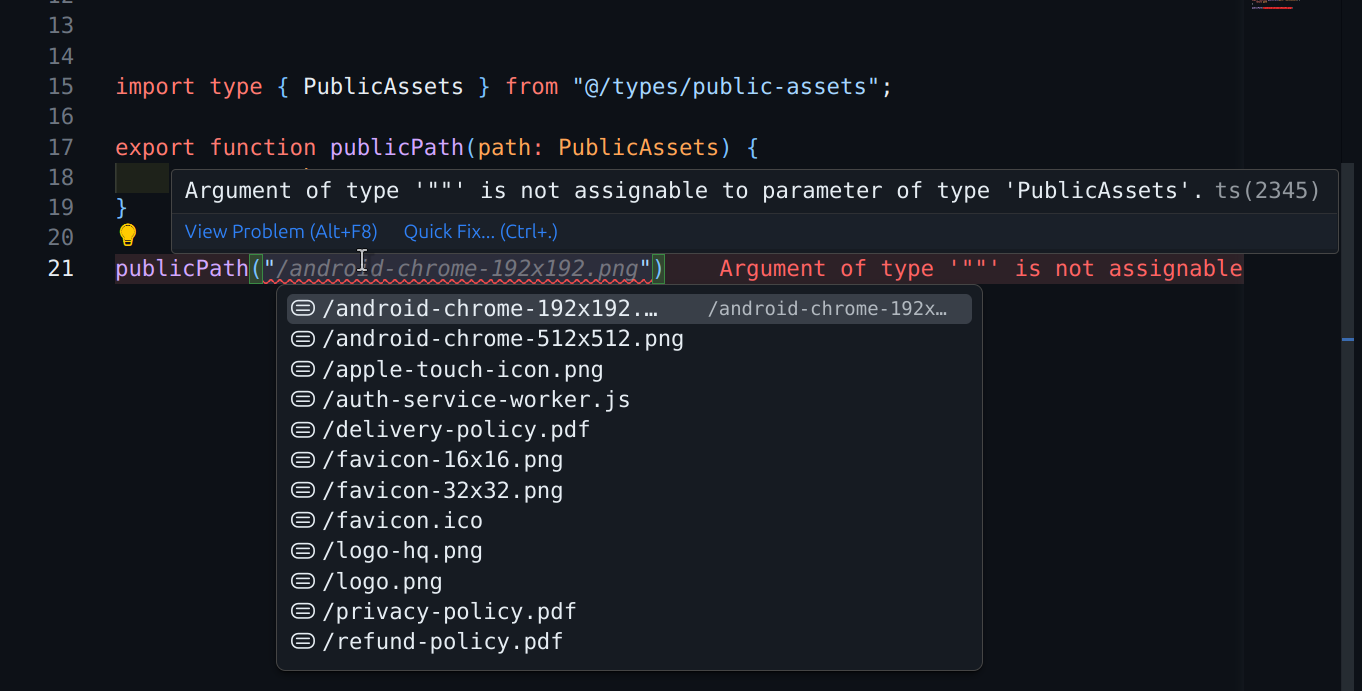 12
13
14
15 import type { PublicAssets } from "@/types/public-assets";
16
17 export function publicPath(path: PublicAssets) {
18
Argument of type '""' is not assignable to parameter of type 'PublicAssets'. ts(2345)
19 }
View Problem (Alt+F8) Quick Fix... (Ctrl+.)
20
21 publicPath("/android-chrome-192x192.png") Argument of type '""' is not assignable
/android-chrome-192x192.… /android-chrome-192x…
/android-chrome-512x512.png
/apple-touch-icon.png
/auth-service-worker.js
/delivery-policy.pdf
/favicon-16x16.png
/favicon-32x32.png
/favicon.ico
/logo-hq.png
/logo.png
/privacy-policy.pdf
/refund-policy.pdf